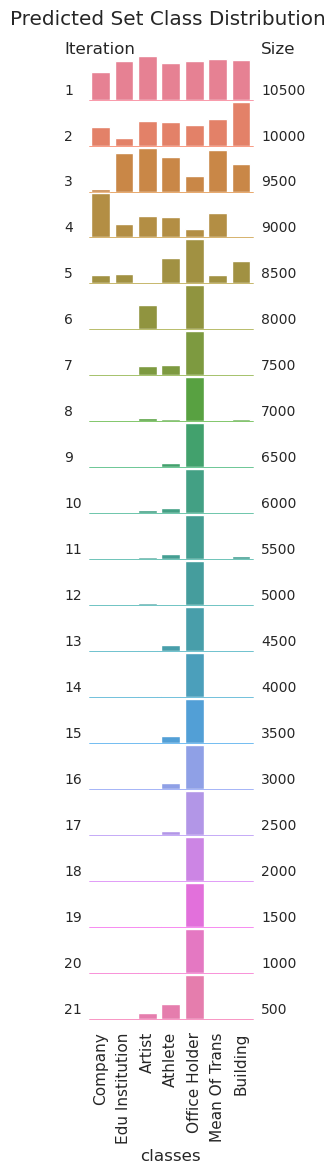 Predicted Set Class Distribution
Iteration Size
1 10500
2 10000
3 9500
4 9000
5 8500
6 8000
7 7500
8 7000
9 6500
10 6000
11 5500
12 5000
13 4500
14 4000
15 3500
16 3000
17 2500
18 2000
19 1500
20 1000
21 500
Company
Edu Institution
Artist
Athlete
Office Holder
Mean Of Trans
Building
classes